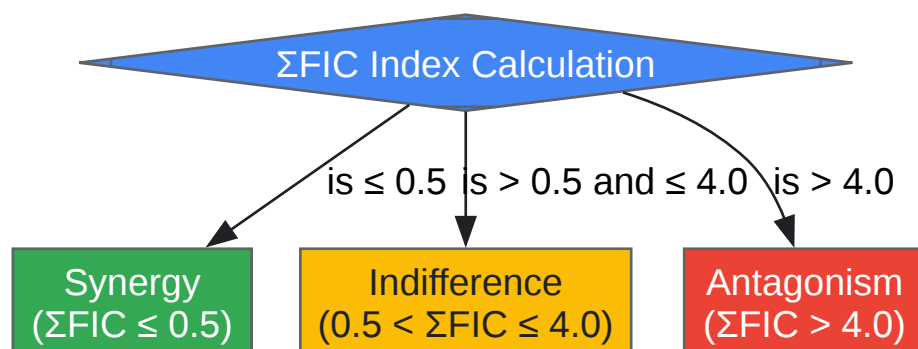 ΣFIC Index Calculation
is ≤ 0.5
is > 0.5 and ≤ 4.0
is > 4.0
Synergy
(ΣFIC ≤ 0.5)
Indifference
(0.5 < ΣFIC ≤ 4.0)
Antagonism
(ΣFIC > 4.0)